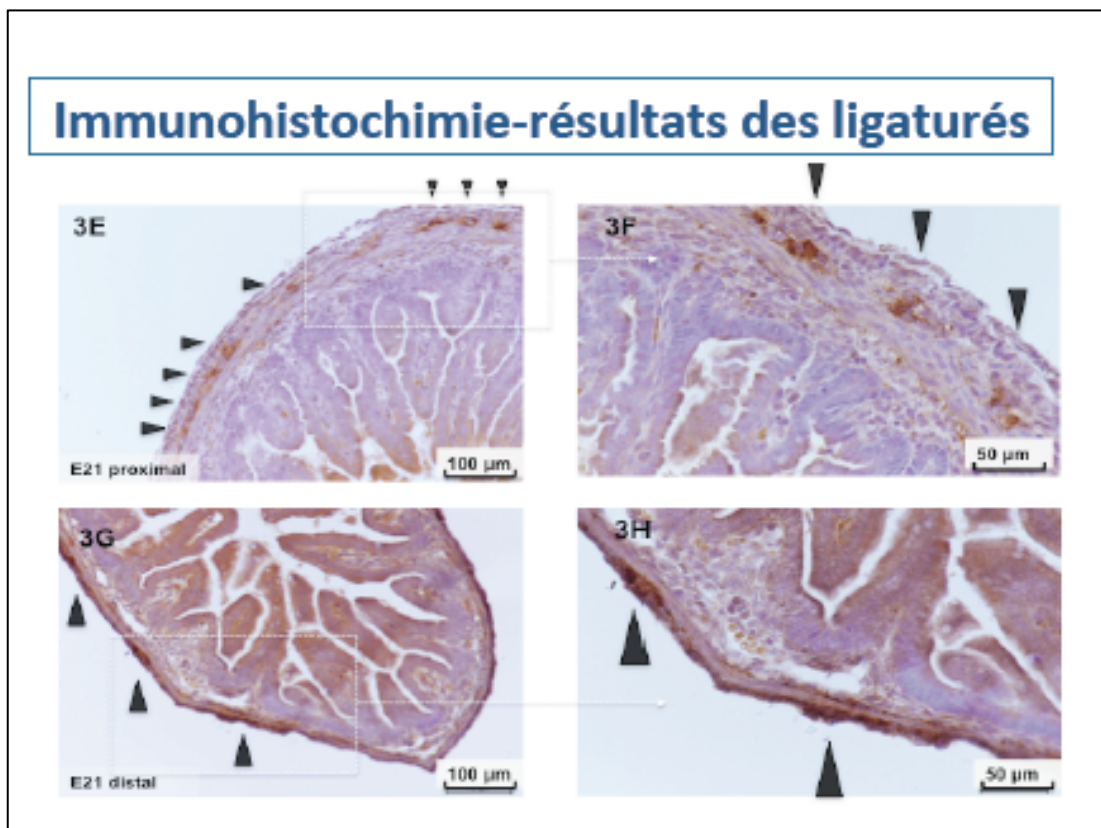 Immunohistochimie-résultats des ligaturés
3E
E21 proximal
100 µm
3F
50 µm
3G
E21 distal
100 µm
3H
50 µm